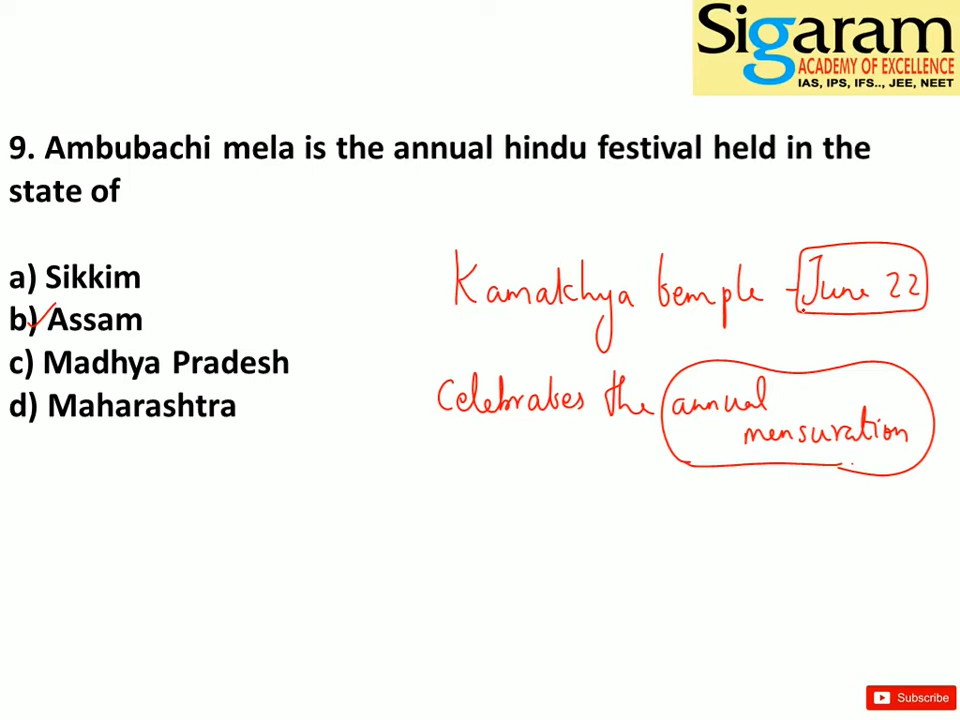 Sigaram
ACADEMY OF EXCELLENCE
IAS, IPS, IFS.., JEE, NEET
9. Ambubachi mela is the annual hindu festival held in the
state of
a) Sikkim
b) Assam
c) Madhya Pradesh
d) Maharashtra
Kamakhya temple - June 22
Celebrates the annual
mensuration
Subscribe